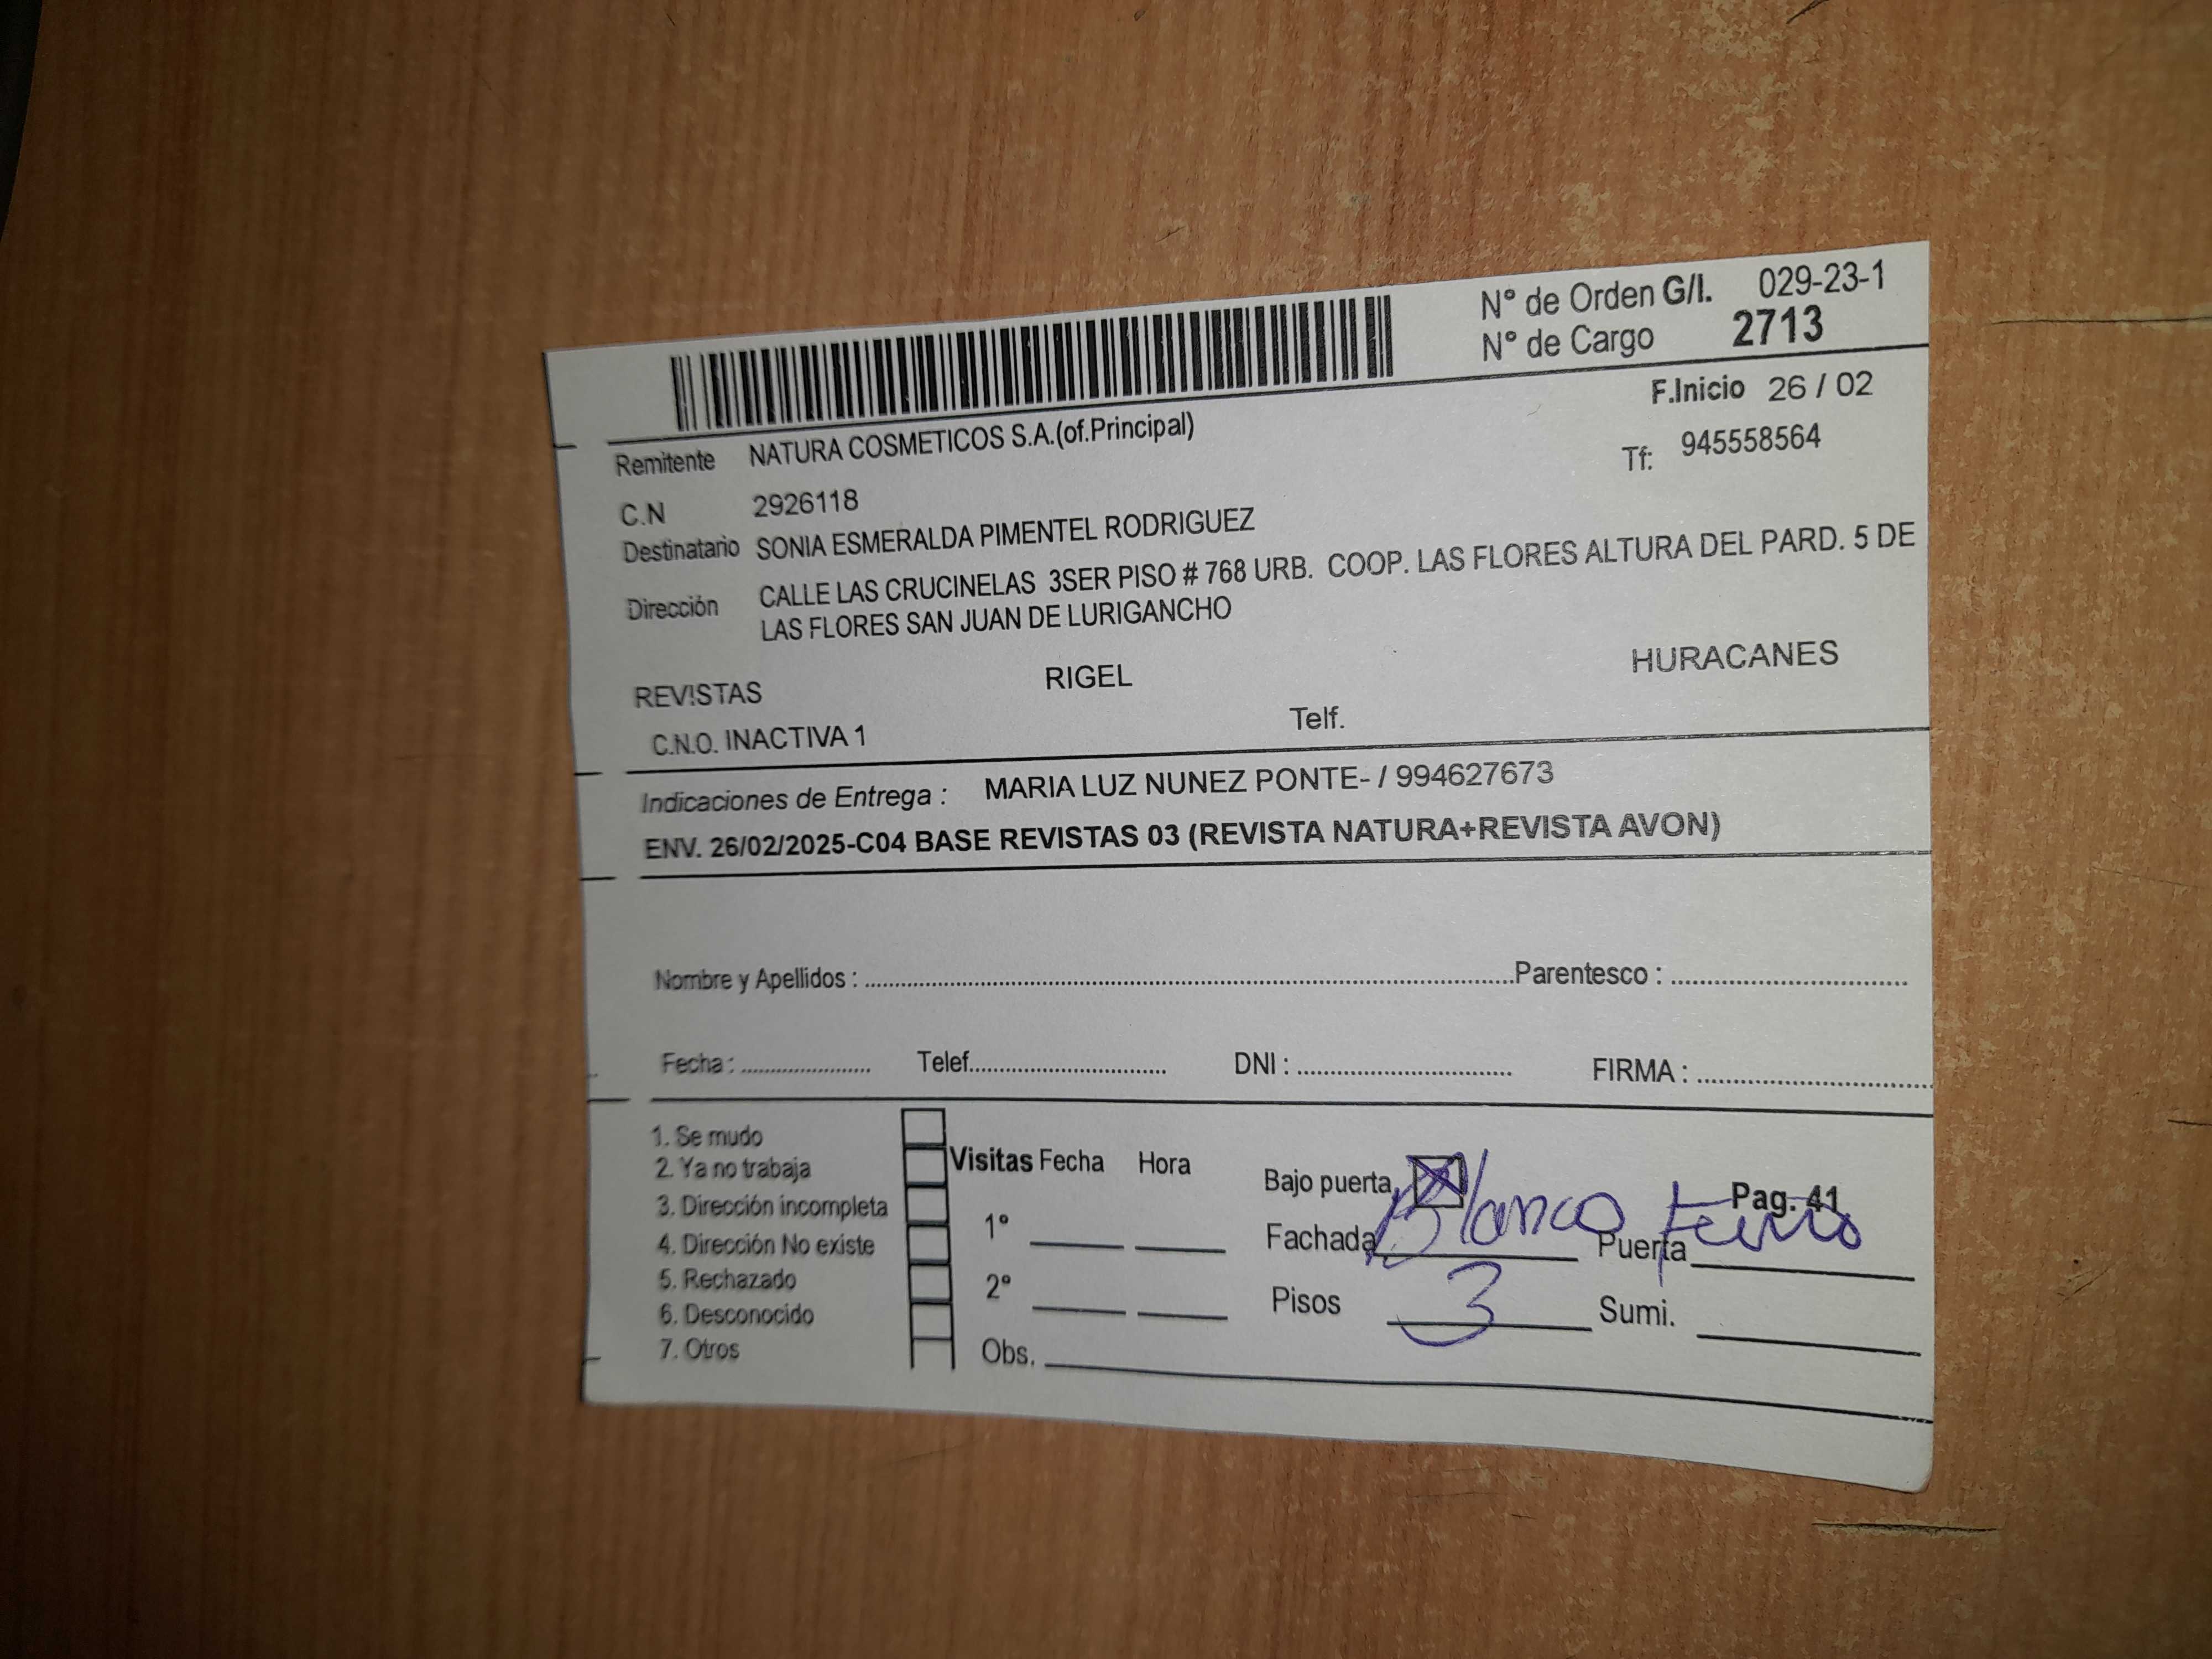 N° de Orden G/I. 029-23-1
N° de Cargo 2713
F.Inicio 26 / 02
Remitente NATURA COSMETICOS S.A.(of.Principal)
Tf: 945558564
C.N 2926118
Destinatario SONIA ESMERALDA PIMENTEL RODRIGUEZ
Dirección CALLE LAS CRUCINELAS 3SER PISO # 768 URB. COOP. LAS FLORES ALTURA DEL PARD. 5 DE
LAS FLORES SAN JUAN DE LURIGANCHO
REVISTAS RIGEL HURACANES
C.N.O. INACTIVA 1 Telf.
Indicaciones de Entrega : MARIA LUZ NUNEZ PONTE- / 994627673
ENV. 26/02/2025-C04 BASE REVISTAS 03 (REVISTA NATURA+REVISTA AVON)
Nombre y Apellidos : Parentesco :
Fecha : Telef. DNI : FIRMA :
1. Se mudo
2. Ya no trabaja
3. Dirección incompleta
4. Dirección No existe
5. Rechazado
6. Desconocido
7. Otros
Visitas Fecha Hora
1°
2°
Obs.
Bajo puerta Pag. 41
Fachada Blanco Puerta
Pisos 3 Sumi.